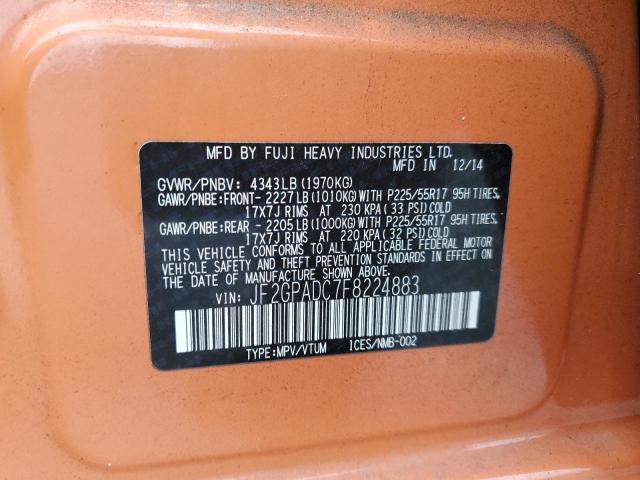 MFD BY FUJI HEAVY INDUSTRIES LTD.
MFD IN 12/14
GVWR/PNBV: 4343LB (1970KG)
GAWR/PNBE:FRONT- 2227LB (1010KG) WITH P225/55R17 95H TIRES,
17X7J RIMS AT 230 KPA (33 PSI) COLD
GAWR/PNBE:REAR - 2205LB (1000KG) WITH P225/55R17 95H TIRES,
17X7J RIMS AT 220 KPA (32 PSI) COLD
THIS VEHICLE CONFORMS TO ALL APPLICABLE FEDERAL MOTOR
VEHICLE SAFETY AND THEFT PREVENTION STANDARDS IN EFFECT ON
THE DATE OF MANUFACTURE SHOWN ABOVE.
VIN: JF2GPADC7F8224883
TYPE:MPV/VTUM ICES/NMB-002